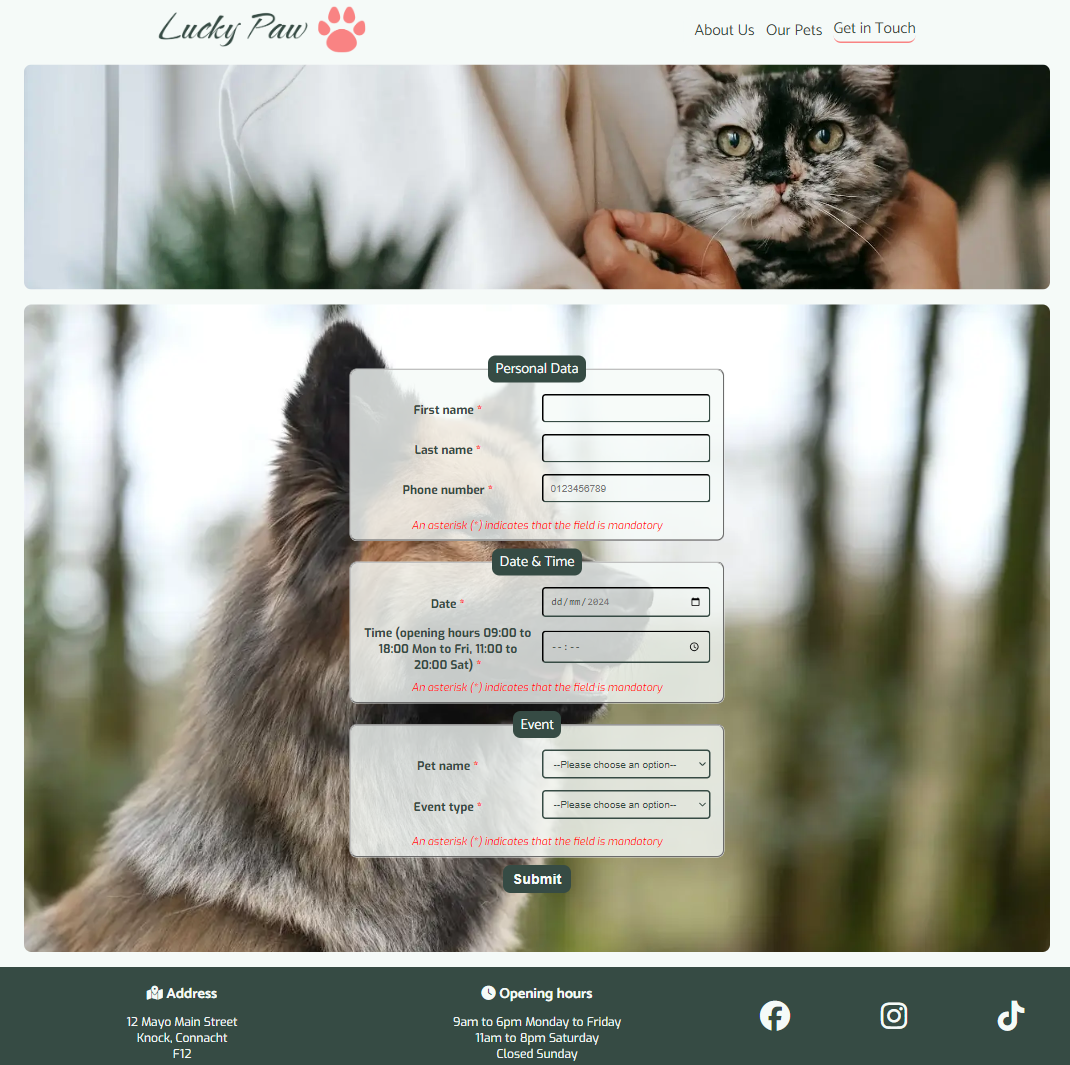 Lucky Paw
About Us Our Pets Get in Touch
Personal Data
First name *
Last name *
Phone number * 0123456789
An asterisk (*) indicates that the field is mandatory
Date & Time
Date * dd/mm/2024
Time (opening hours 09:00 to
18:00 Mon to Fri, 11:00 to
20:00 Sat) *
--:--
An asterisk (*) indicates that the field is mandatory
Event
Pet name * --Please choose an option--
Event type * --Please choose an option--
An asterisk (*) indicates that the field is mandatory
Submit
Address
12 Mayo Main Street
Knock, Connacht
F12
Opening hours
9am to 6pm Monday to Friday
11am to 8pm Saturday
Closed Sunday